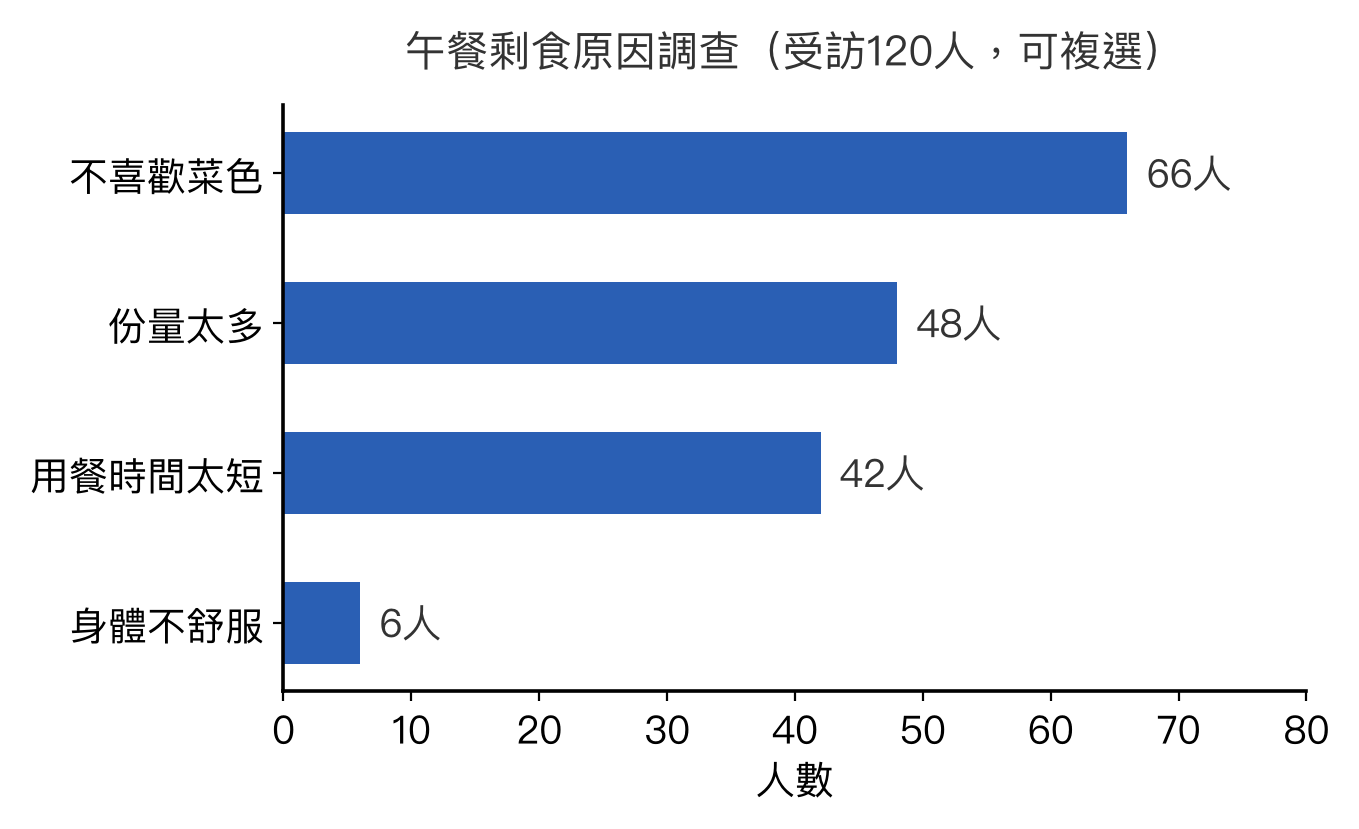 午餐剩食原因調查（受訪120人，可複選）
不喜歡菜色
66人
份量太多
48人
用餐時間太短
42人
身體不舒服
6人
0 10 20 30 40 50 60 70 80
人數